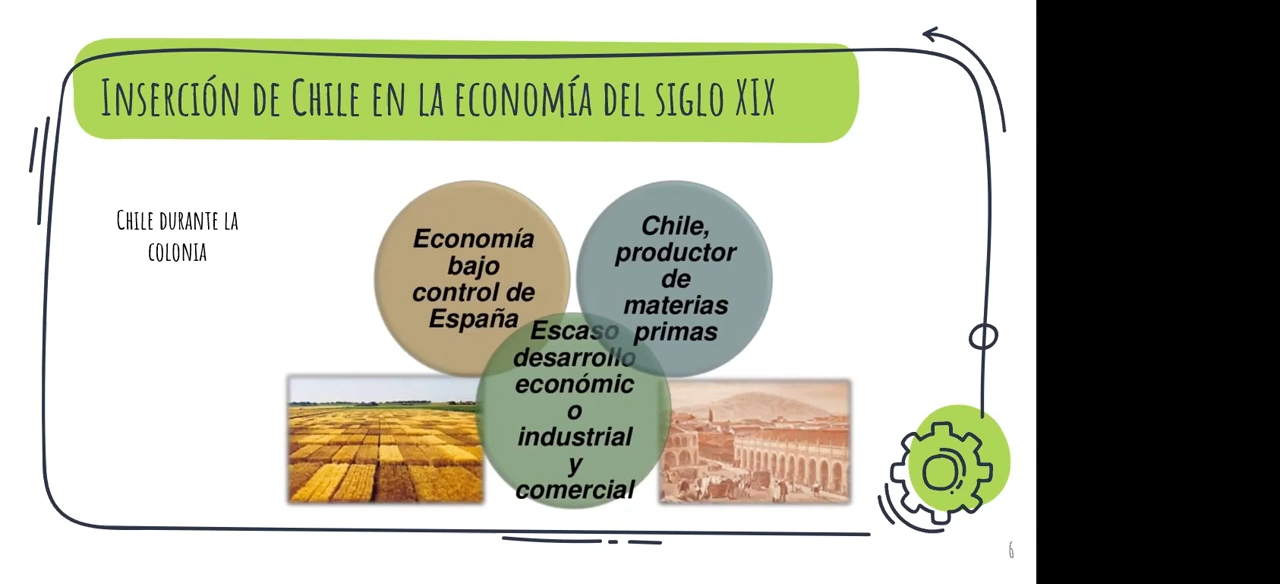 Inserción de Chile en la economía del siglo XIX
Chile durante la
colonia
Economía
bajo
control de
España
Chile,
productor
de
materias
primas
Escaso
desarrollo
económic
o
industrial
y
comercial
6